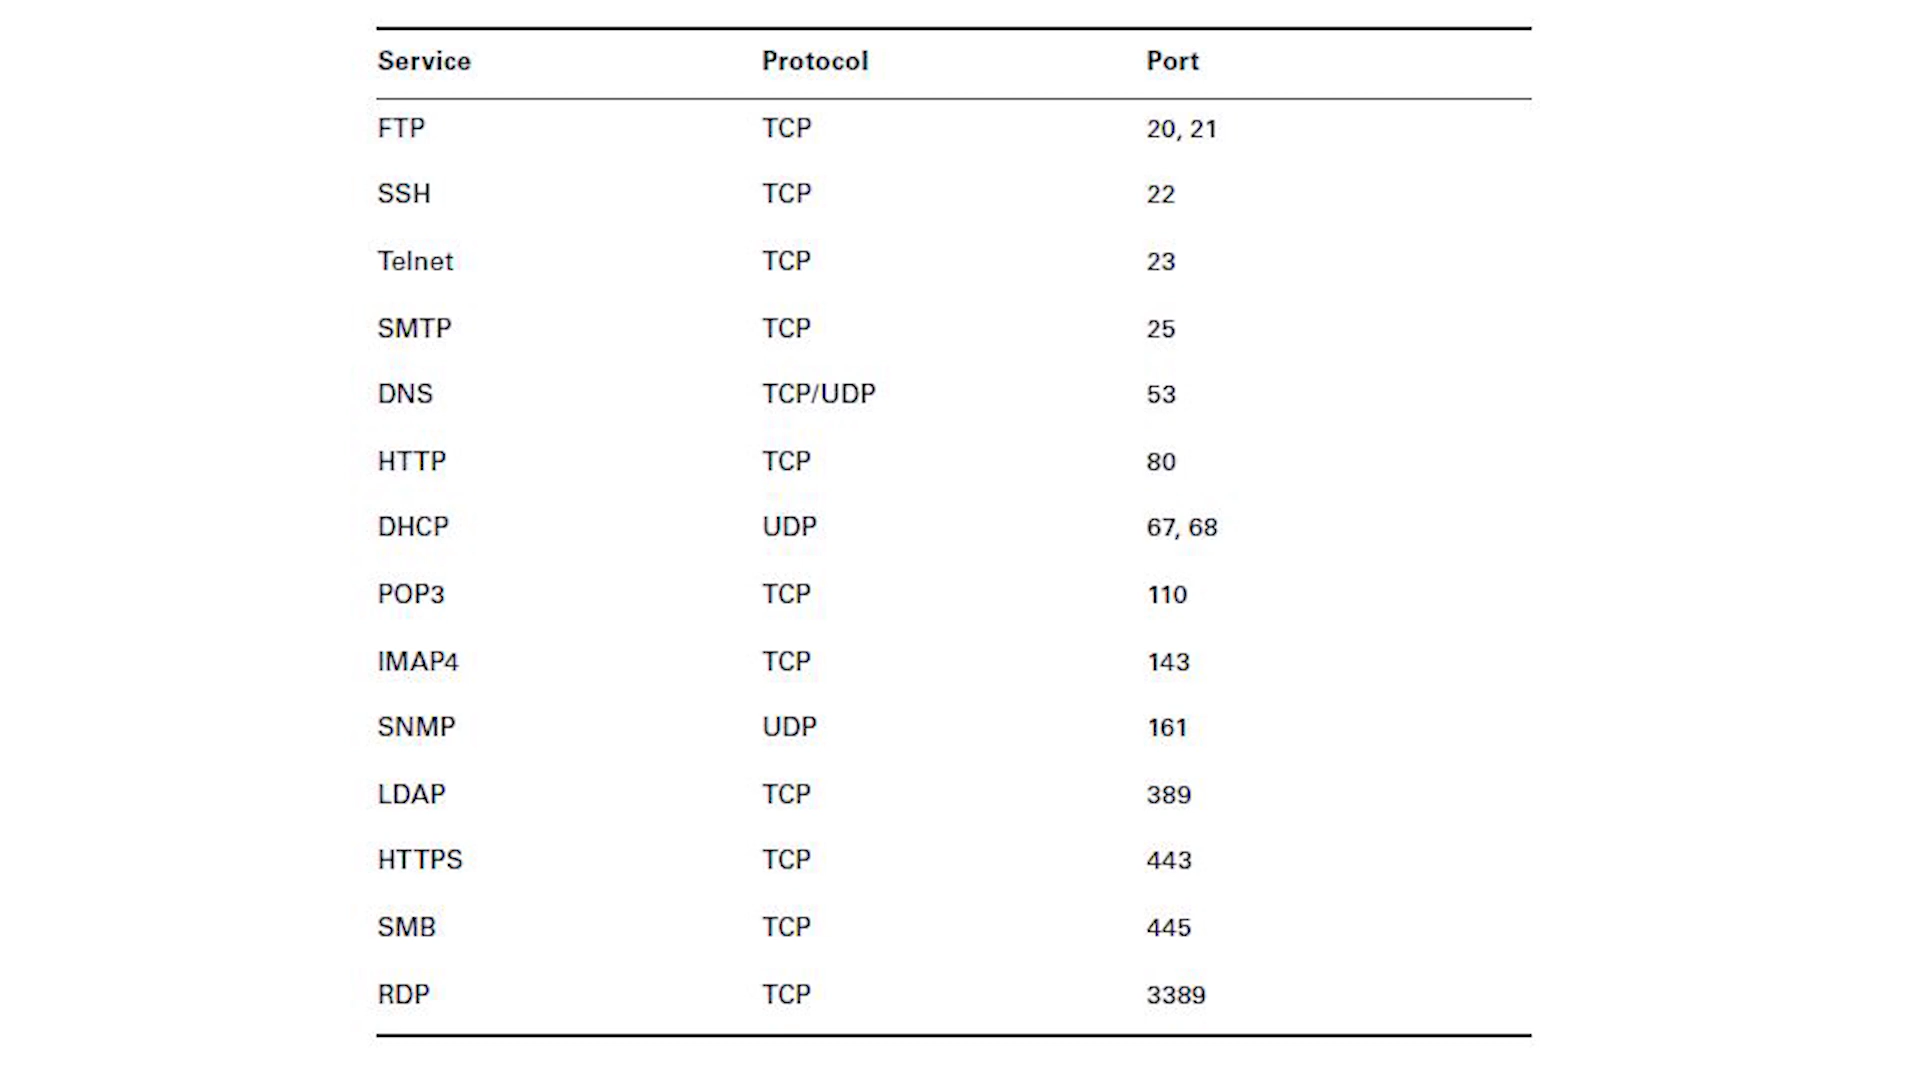 Service Protocol Port
FTP TCP 20, 21
SSH TCP 22
Telnet TCP 23
SMTP TCP 25
DNS TCP/UDP 53
HTTP TCP 80
DHCP UDP 67, 68
POP3 TCP 110
IMAP4 TCP 143
SNMP UDP 161
LDAP TCP 389
HTTPS TCP 443
SMB TCP 445
RDP TCP 3389